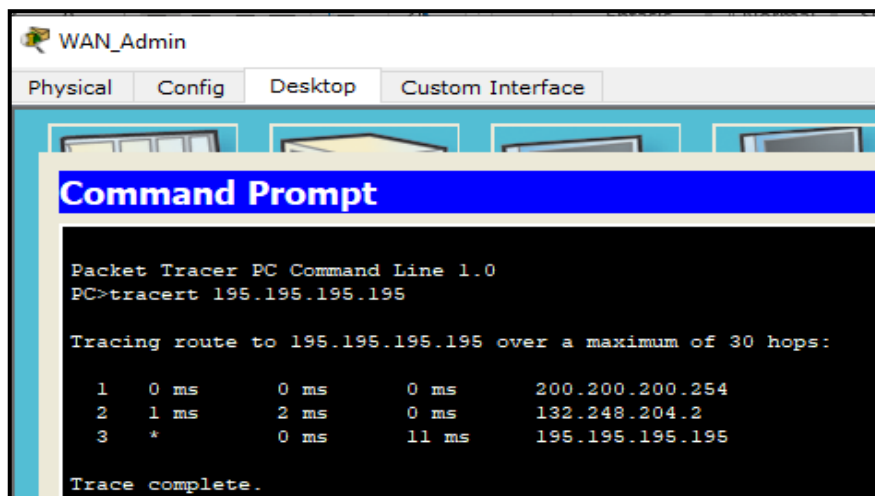 WAN_Admin
Physical Config Desktop Custom Interface
Command Prompt
Packet Tracer PC Command Line 1.0
PC>tracert 195.195.195.195
Tracing route to 195.195.195.195 over a maximum of 30 hops:
1 0 ms 0 ms 0 ms 200.200.200.254
2 1 ms 2 ms 0 ms 132.248.204.2
3 * 0 ms 11 ms 195.195.195.195
Trace complete.